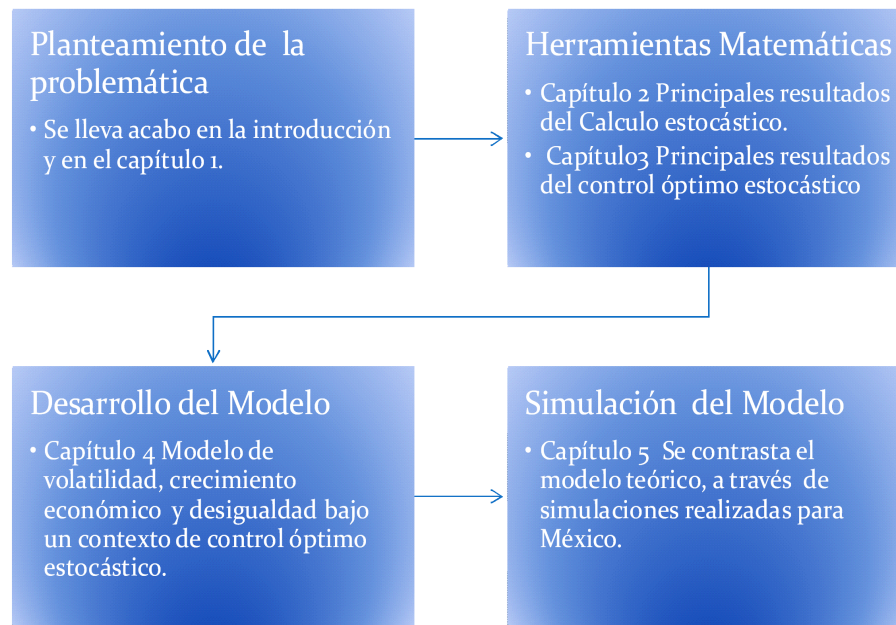 Planteamiento de la
problemática
• Se lleva acabo en la introducción
y en el capítulo 1.
Herramientas Matemáticas
• Capítulo 2 Principales resultados
del Calculo estocástico.
• Capítulo3 Principales resultados
del control óptimo estocástico
Desarrollo del Modelo
• Capítulo 4 Modelo de
volatilidad, crecimiento
económico y desigualdad bajo
un contexto de control óptimo
estocástico.
Simulación del Modelo
• Capítulo 5 Se contrasta el
modelo teórico, a través de
simulaciones realizadas para
México.